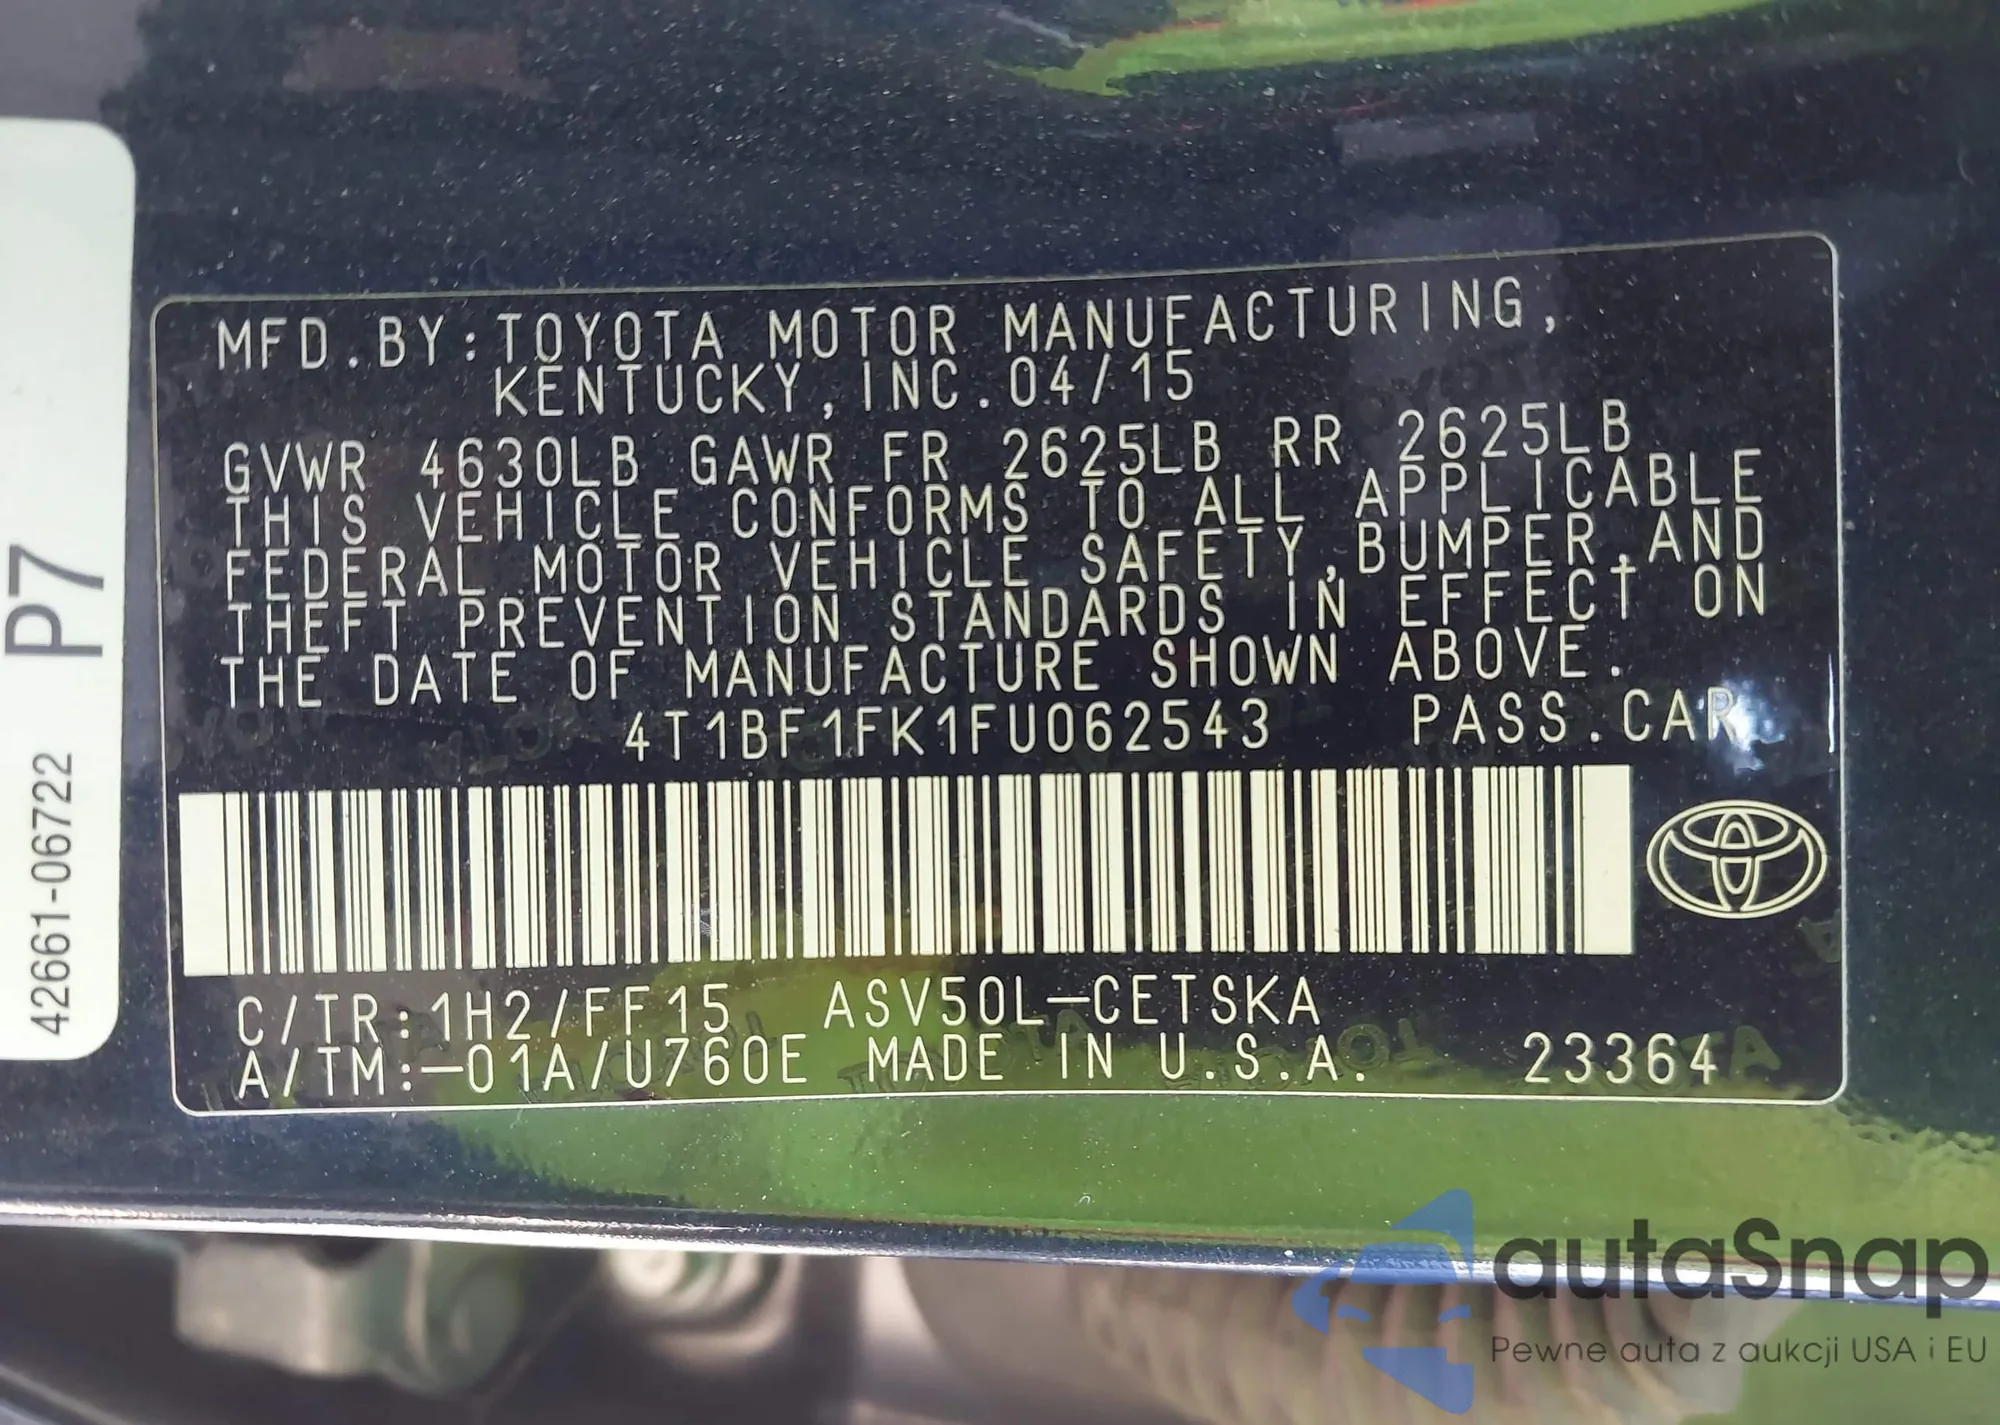 MFD.BY:TOYOTA MOTOR MANUFACTURING,
KENTUCKY,INC.04/15
GVWR 4630LB GAWR FR 2625LB RR 2625LB
THIS VEHICLE CONFORMS TO ALL APPLICABLE
FEDERAL MOTOR VEHICLE SAFETY,BUMPER,AND
THEFT PREVENTION STANDARDS IN EFFECT ON
THE DATE OF MANUFACTURE SHOWN ABOVE.
4T1BF1FK1FU062543 PASS.CAR
C/TR:1H2/FF15 ASV50L-CETSKA
A/TM:-01A/U760E MADE IN U.S.A. 23364
P7
42661-06722
autaSnap
Pewne auta z aukcji USA i EU